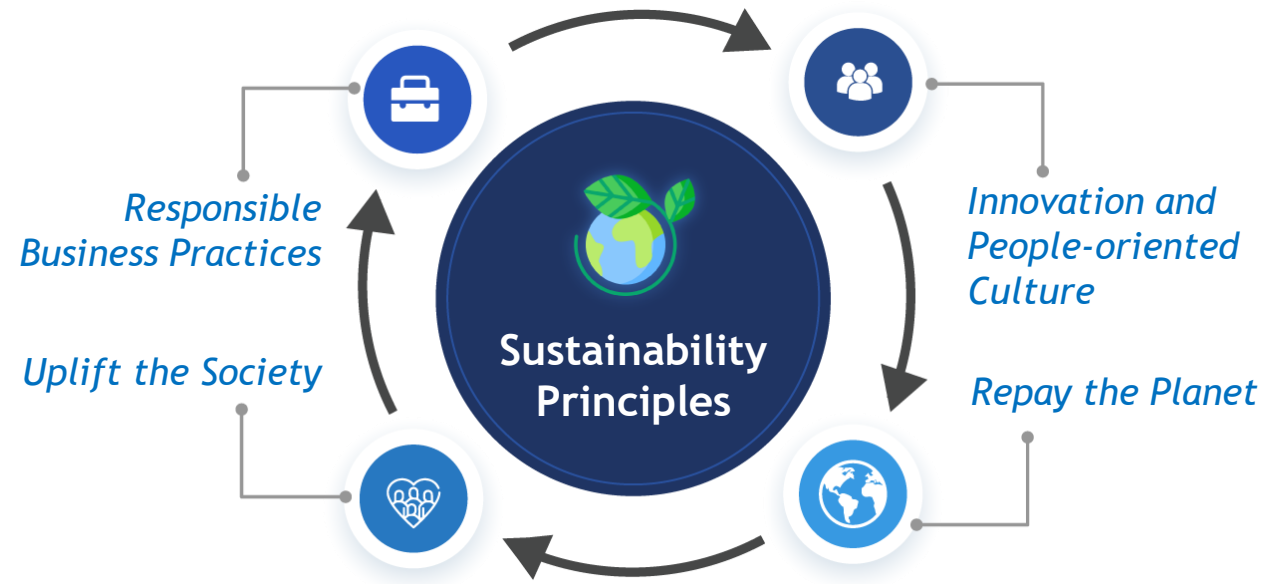 Responsible
Business Practices
Innovation and
People-oriented
Culture
Sustainability
Principles
Uplift the Society
Repay the Planet